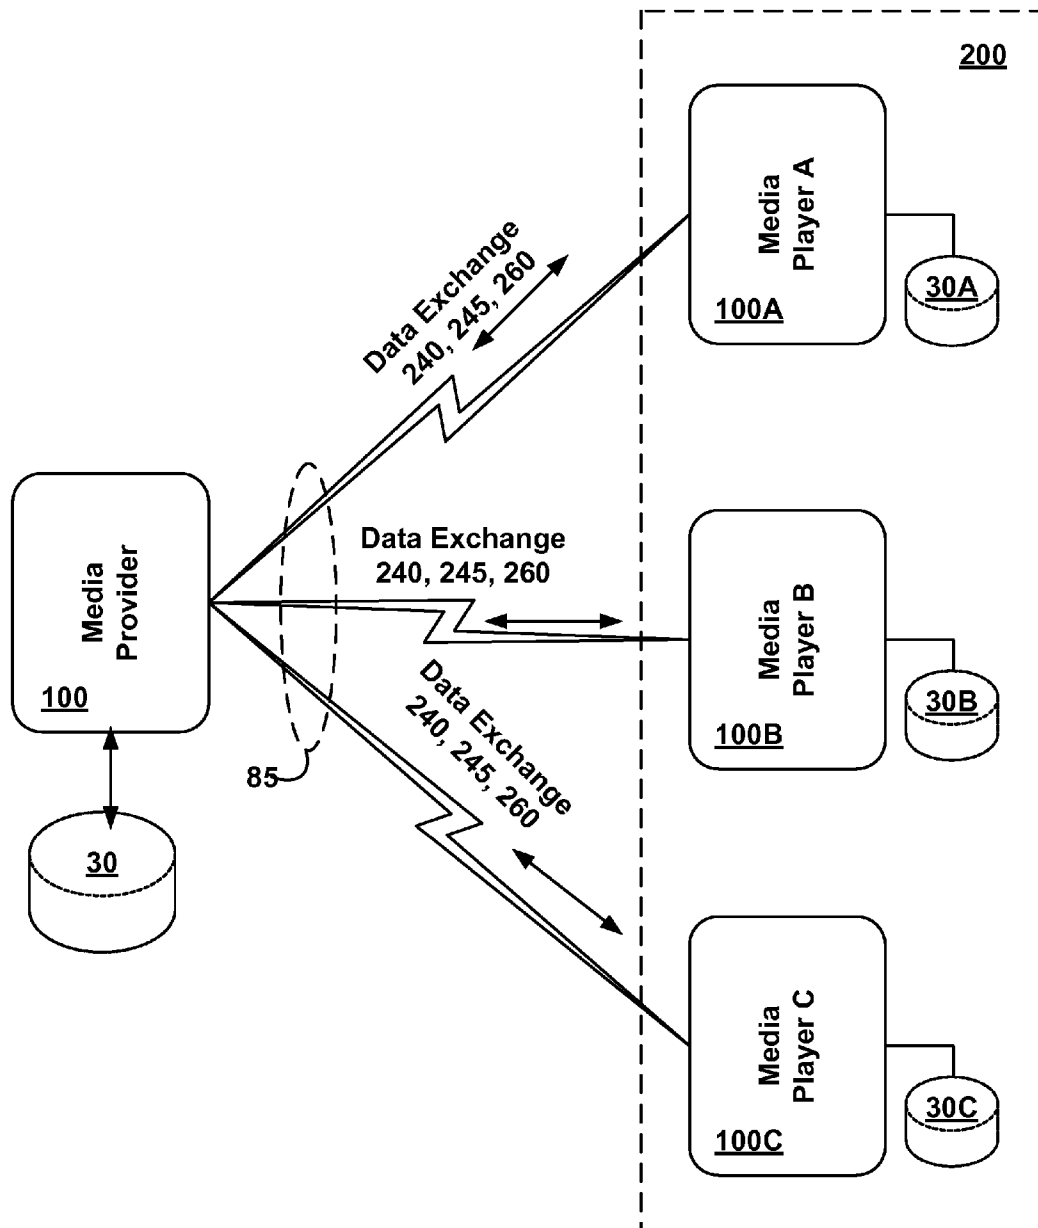 200
Media
Player A
100A
30A
Data Exchange
240, 245, 260
Media
Provider
100
30
85
Data Exchange
240, 245, 260
Media
Player B
100B
30B
Data Exchange
240, 245, 260
Media
Player C
100C
30C